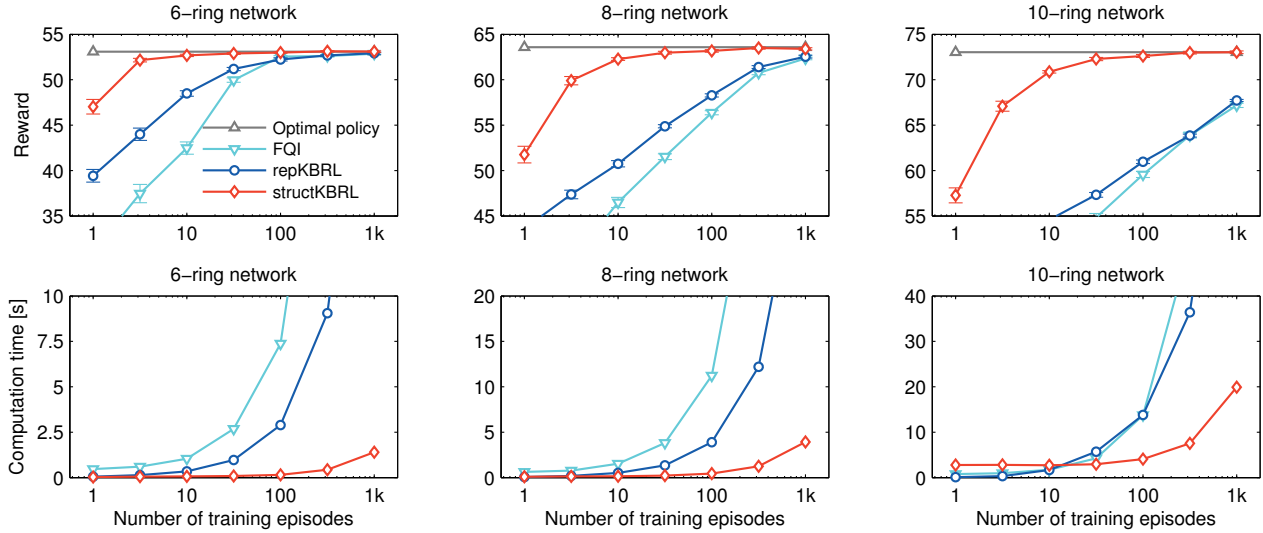 6−ring network
8−ring network
10−ring network
Reward
55
50
45
40
35
1
10
100
1k
Optimal policy
FQI
repKBRL
structKBRL
65
60
55
50
45
1
10
100
1k
75
70
65
60
55
1
10
100
1k
6−ring network
8−ring network
10−ring network
Computation time [s]
10
7.5
5
2.5
0
1
10
100
1k
Number of training episodes
20
15
10
5
0
1
10
100
1k
Number of training episodes
40
30
20
10
0
1
10
100
1k
Number of training episodes